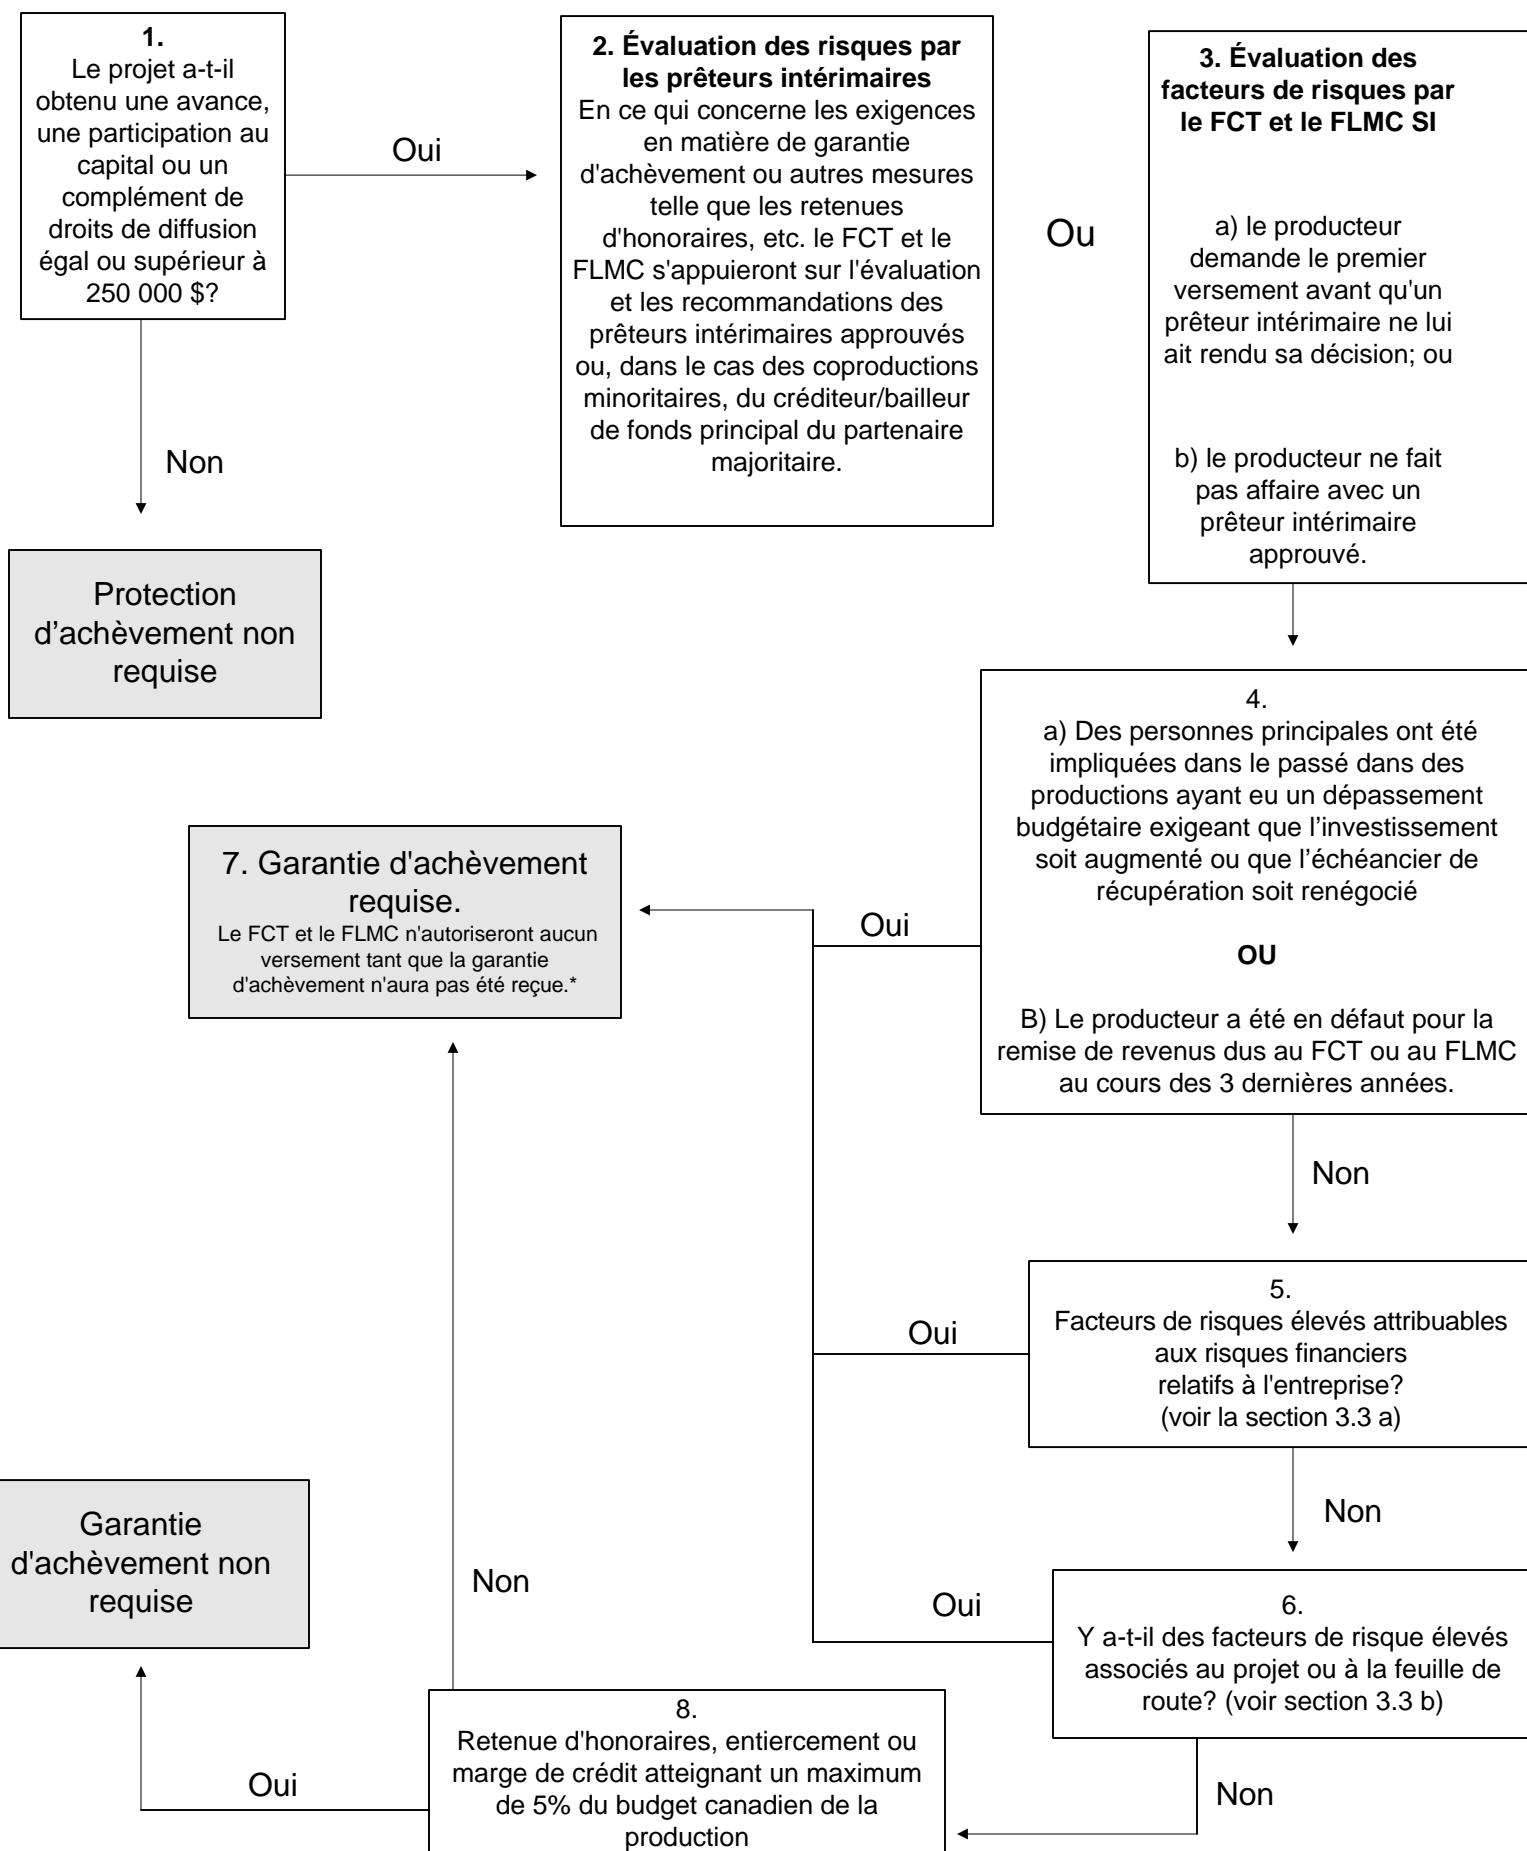 1.
Le projet a-t-il
obtenu une avance,
une participation au
capital ou un
complément de
droits de diffusion
égal ou supérieur à
250 000 $?
Oui
2. Évaluation des risques par
les prêteurs intérimaires
En ce qui concerne les exigences
en matière de garantie
d'achèvement ou autres mesures
telle que les retenues
d'honoraires, etc. le FCT et le
FLMC s'appuieront sur l'évaluation
et les recommandations des
prêteurs intérimaires approuvés
ou, dans le cas des coproductions
minoritaires, du créditeur/bailleur
de fonds principal du partenaire
majoritaire.
Ou
3. Évaluation des
facteurs de risques par
le FCT et le FLMC SI
a) le producteur
demande le premier
versement avant qu'un
prêteur intérimaire ne lui
ait rendu sa décision; ou
b) le producteur ne fait
pas affaire avec un
prêteur intérimaire
approuvé.
Non
Protection
d’achèvement non
requise
4.
a) Des personnes principales ont été
impliquées dans le passé dans des
productions ayant eu un dépassement
budgétaire exigeant que l’investissement
soit augmenté ou que l’échéancier de
récupération soit renégocié
OU
B) Le producteur a été en défaut pour la
remise de revenus dus au FCT ou au FLMC
au cours des 3 dernières années.
Oui
7. Garantie d'achèvement
requise.
Le FCT et le FLMC n'autoriseront aucun
versement tant que la garantie
d'achèvement n'aura pas été reçue.*
Non
5.
Facteurs de risques élevés attribuables
aux risques financiers
relatifs à l'entreprise?
(voir la section 3.3 a)
Oui
Non
6.
Y a-t-il des facteurs de risque élevés
associés au projet ou à la feuille de
route? (voir section 3.3 b)
Oui
Non
8.
Retenue d'honoraires, entiercement ou
marge de crédit atteignant un maximum
de 5% du budget canadien de la
production
Non
Oui
Garantie
d'achèvement non
requise